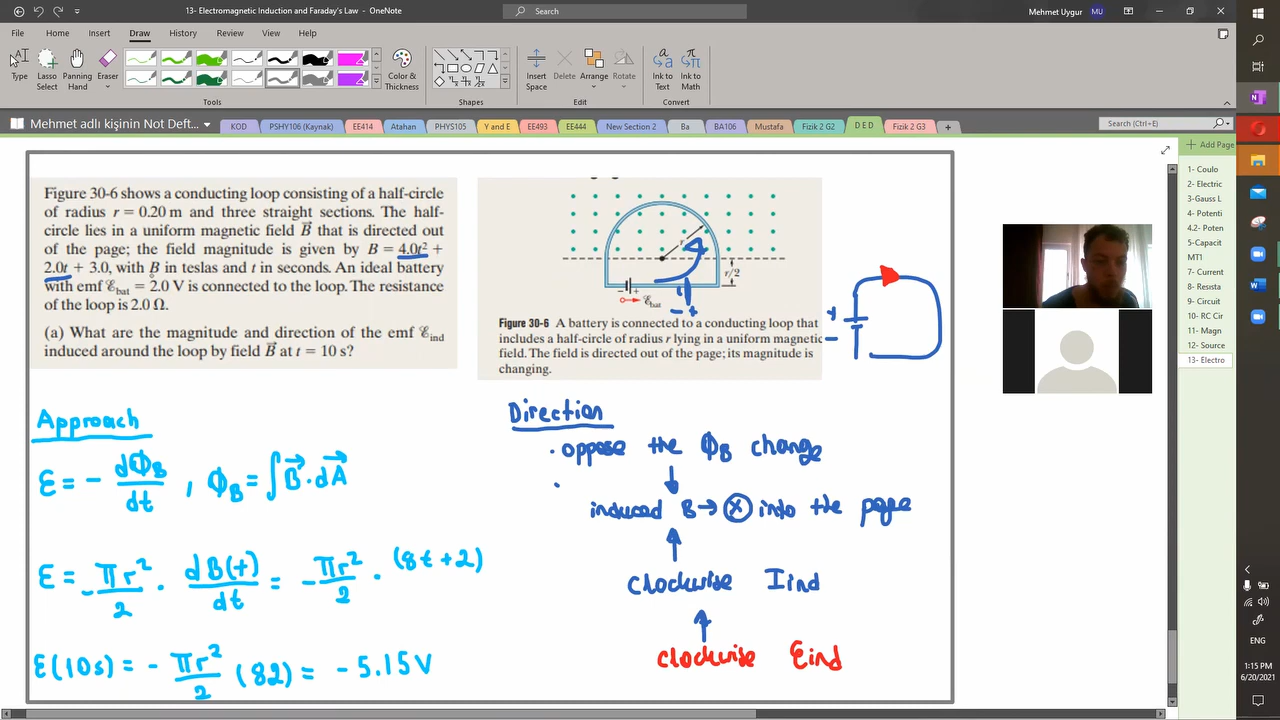 13- Electromagnetic Induction and Faraday's Law - OneNote
Search
Mehmet Uygur
MU
File
Home
Insert
Draw
History
Review
View
Help
Type
Lasso
Select
Panning
Hand
Eraser
Color &
Thickness
Insert
Space
Delete
Arrange
Rotate
Ink to
Text
Ink to
Math
Tools
Shapes
Edit
Convert
Mehmet adlı kişinin Not Deft...
KOD
PSHY106 (Kaynak)
EE414
Atahan
PHYS105
Y and E
EE493
EE444
New Section 2
Ba
BA106
Mustafa
Fizik 2 G2
D E D
Fizik 2 G3
+
Search (Ctrl+E)
Add Page
1- Coulo
2- Electric
3-Gauss L
4- Potenti
4.2- Poten
5-Capacit
MT1
7- Current
8- Resista
9- Circuit
10- RC Cir
11- Magn
12- Source
13- Electro
Figure 30-6 shows a conducting loop consisting of a half-circle
of radius r = 0.20 m and three straight sections. The half-
circle lies in a uniform magnetic field B⃗ that is directed out
of the page; the field magnitude is given by B = 4.0t² +
2.0t + 3.0, with B in teslas and t in seconds. An ideal battery
with emf ℰbat = 2.0 V is connected to the loop. The resistance
of the loop is 2.0 Ω.
(a) What are the magnitude and direction of the emf ℰind
induced around the loop by field B⃗ at t = 10 s?
r
r/2
- +
ℰbat
- +
Figure 30-6 A battery is connected to a conducting loop that
includes a half-circle of radius r lying in a uniform magnetic
field. The field is directed out of the page; its magnitude is
changing.
+
-
Approach
ℰ = - dΦB/dt , ΦB = ∫B⃗·dA⃗
ℰ = -πr²/2 · dB(t)/dt = -πr²/2 · (8t+2)
ℰ(10s) = -πr²/2 (82) = -5.15V
Direction
· oppose the ΦB change
↓
induced B → ⊗ into the page
↑
clockwise Iind
↑
clockwise ℰind
ENG
1:15 PM
6/20/2021